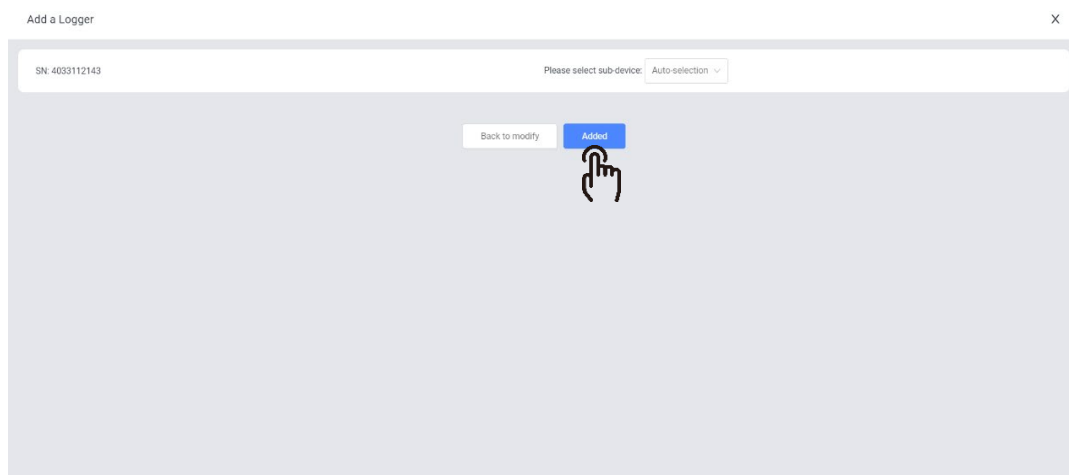 Add a Logger X
SN: 4033112143 Please select sub-device: Auto-selection
Back to modify Added